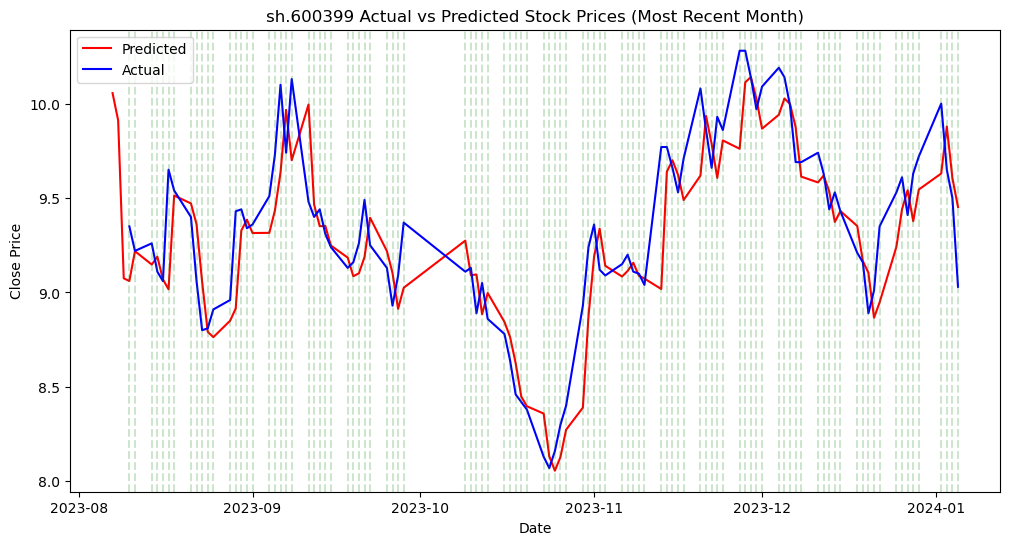 sh.600399 Actual vs Predicted Stock Prices (Most Recent Month)
Predicted
Actual
Close Price
10.0
9.5
9.0
8.5
8.0
2023-08
2023-09
2023-10
2023-11
2023-12
2024-01
Date